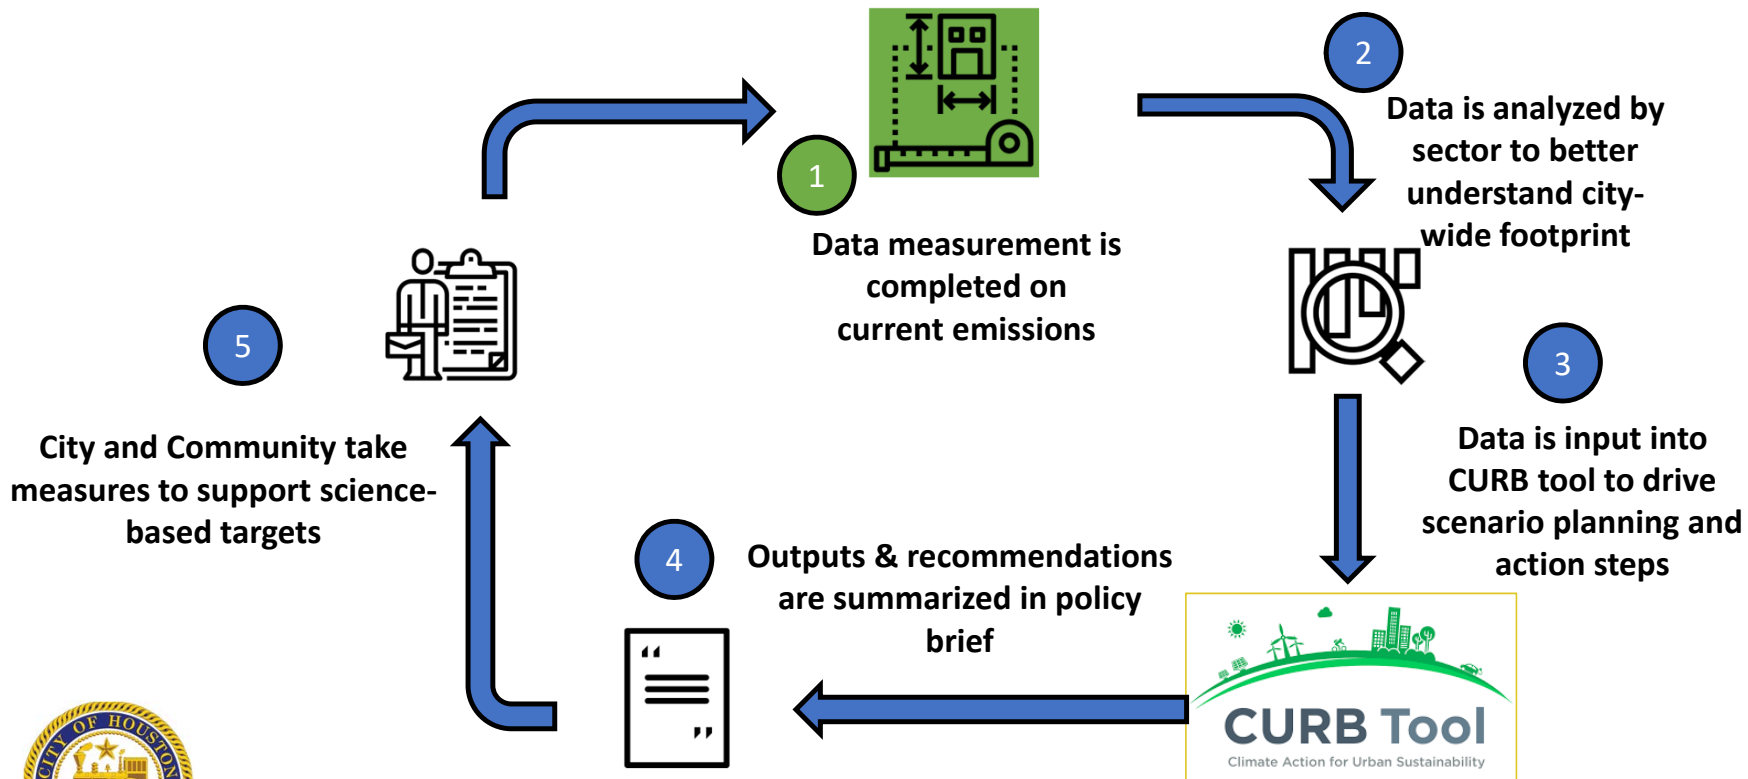 1
Data measurement is
completed on
current emissions
2
Data is analyzed by
sector to better
understand city-
wide footprint
3
Data is input into
CURB tool to drive
scenario planning and
action steps
CURB Tool
Climate Action for Urban Sustainability
4
Outputs & recommendations
are summarized in policy
brief
“
”
5
City and Community take
measures to support science-
based targets
CITY OF HOUSTON